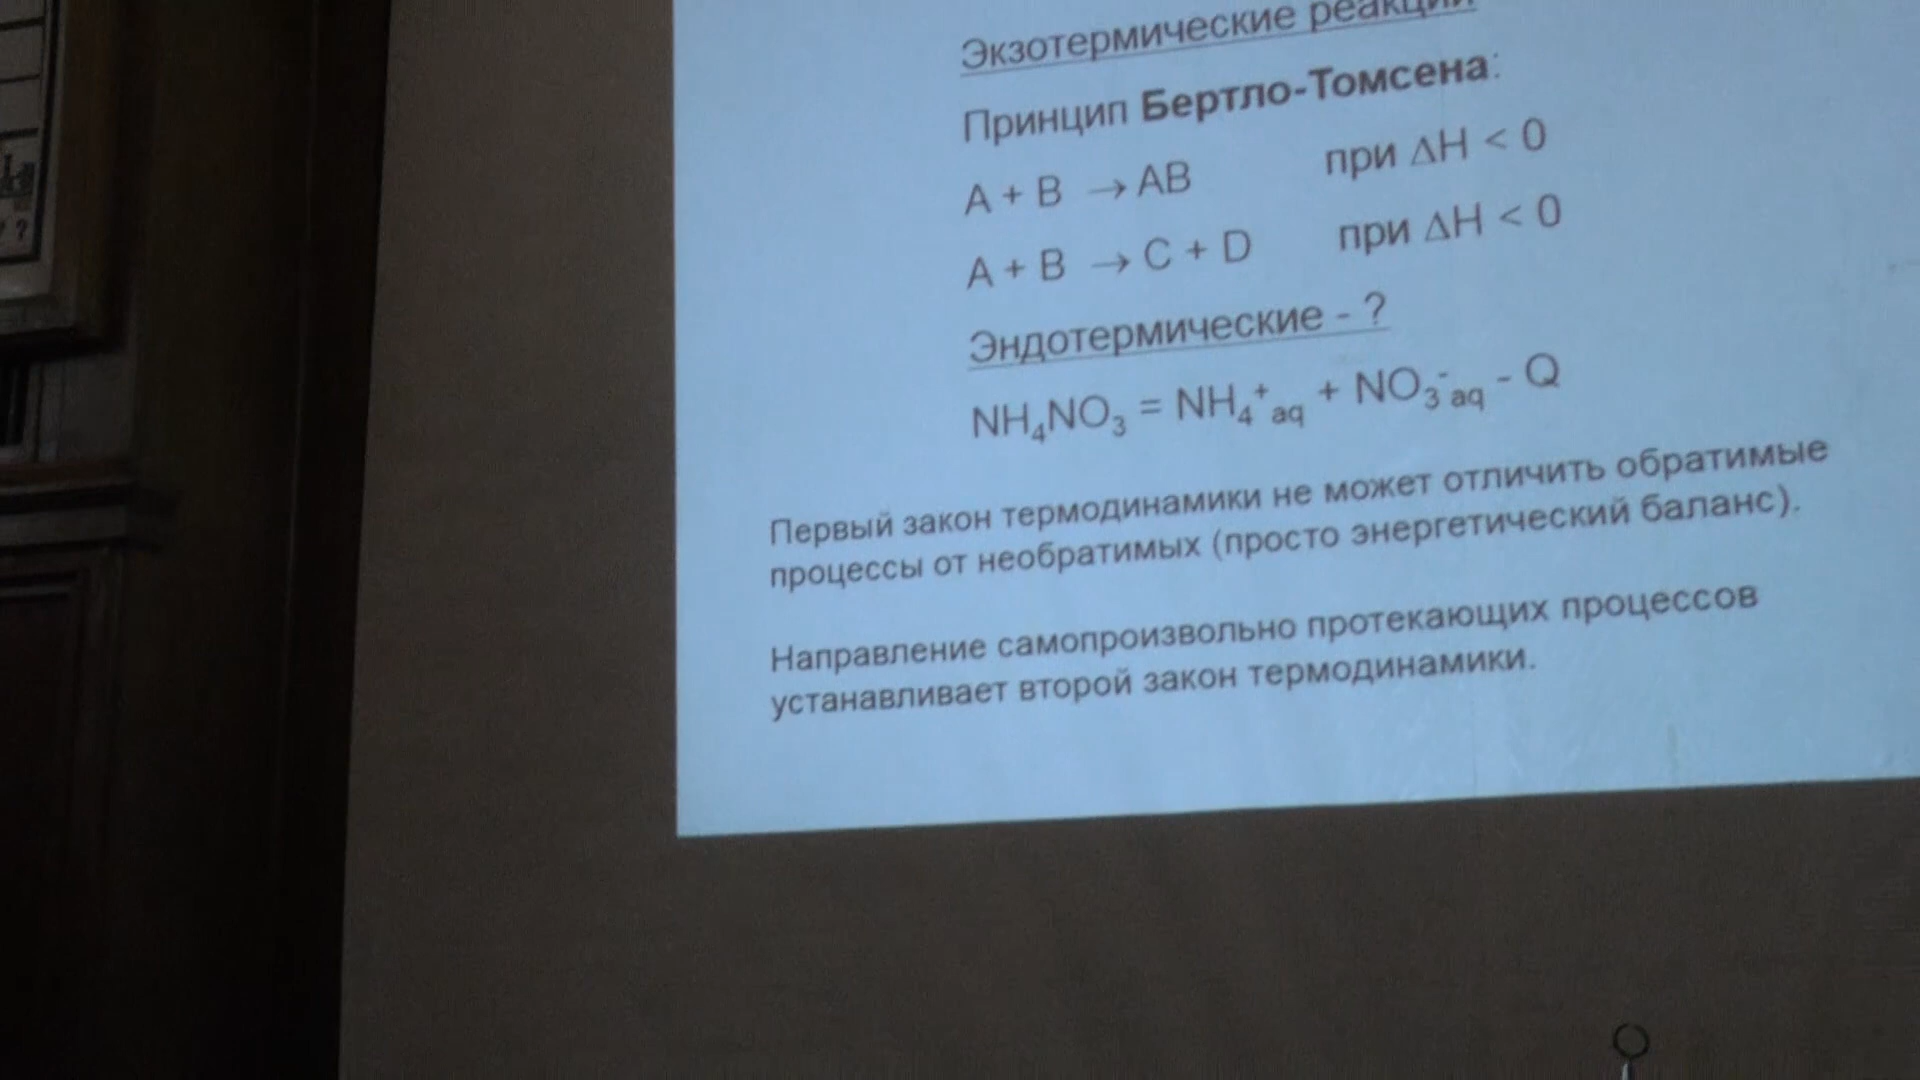 Экзотермические реакции
Принцип Бертло-Томсена:
A + B → AB при ΔH < 0
A + B → C + D при ΔH < 0
Эндотермические - ?
NH₄NO₃ = NH₄⁺aq + NO₃⁻aq - Q
Первый закон термодинамики не может отличить обратимые
процессы от необратимых (просто энергетический баланс).
Направление самопроизвольно протекающих процессов
устанавливает второй закон термодинамики.